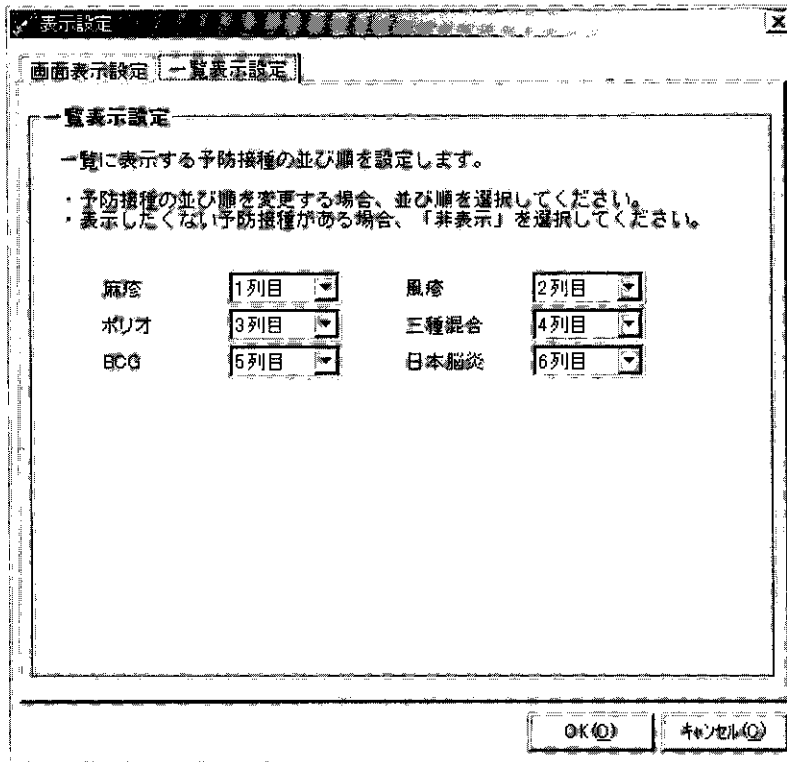 表示設定
画面表示設定 一覧表示設定
一覧表示設定
一覧に表示する予防接種の並び順を設定します。
・予防接種の並び順を変更する場合、並び順を選択してください。
・表示したくない予防接種がある場合、「非表示」を選択してください。
麻疹 1列目 風疹 2列目
ポリオ 3列目 三種混合 4列目
BCG 5列目 日本脳炎 6列目
OK(O) キャンセル(Q)